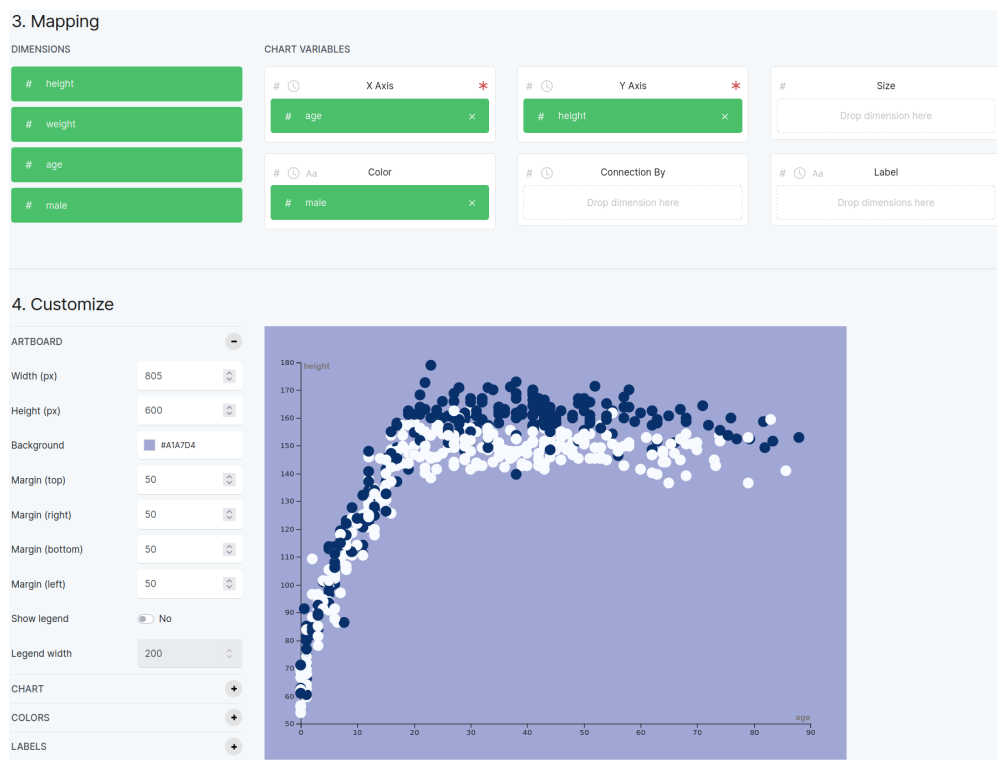 3. Mapping
DIMENSIONS
# height
# weight
# age
# male
CHART VARIABLES
# X Axis *
# age ×
# Y Axis *
# height ×
# Size
Drop dimension here
# Aa Color
# male ×
# Connection By
Drop dimension here
# Aa Label
Drop dimensions here
4. Customize
ARTBOARD −
Width (px) 805
Height (px) 600
Background #A1A7D4
Margin (top) 50
Margin (right) 50
Margin (bottom) 50
Margin (left) 50
Show legend No
Legend width 200
CHART +
COLORS +
LABELS +
height
180
170
160
150
140
130
120
110
100
90
80
70
60
50
age
0 10 20 30 40 50 60 70 80 90